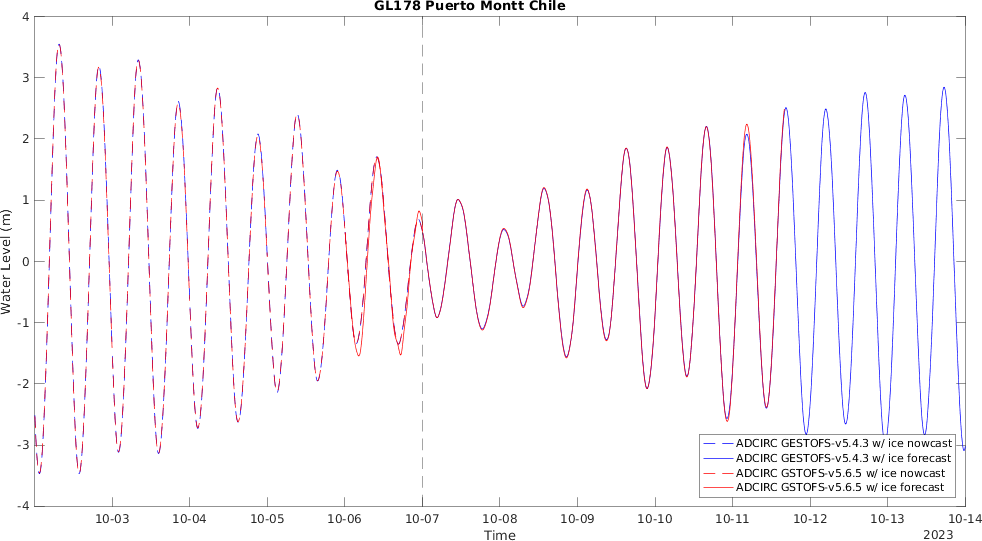 GL178 Puerto Montt Chile
4
3
2
1
0
-1
-2
-3
-4
Water Level (m)
ADCIRC GESTOFS-v5.4.3 w/ ice nowcast
ADCIRC GESTOFS-v5.4.3 w/ ice forecast
ADCIRC GSTOFS-v5.6.5 w/ ice nowcast
ADCIRC GSTOFS-v5.6.5 w/ ice forecast
10-03 10-04 10-05 10-06 10-07 10-08 10-09 10-10 10-11 10-12 10-13 10-14
Time
2023